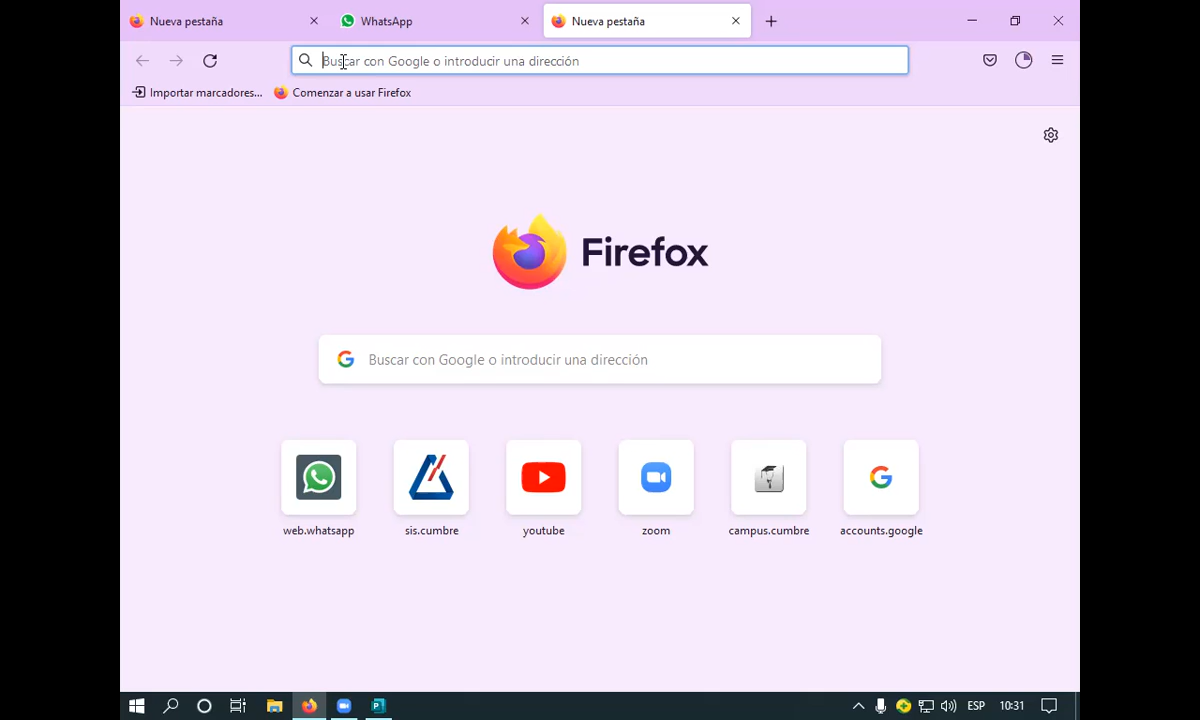 Nueva pestaña
WhatsApp
Nueva pestaña
Buscar con Google o introducir una dirección
Importar marcadores...
Comenzar a usar Firefox
Firefox
Buscar con Google o introducir una dirección
web.whatsapp
sis.cumbre
youtube
zoom
campus.cumbre
accounts.google
ESP
10:31